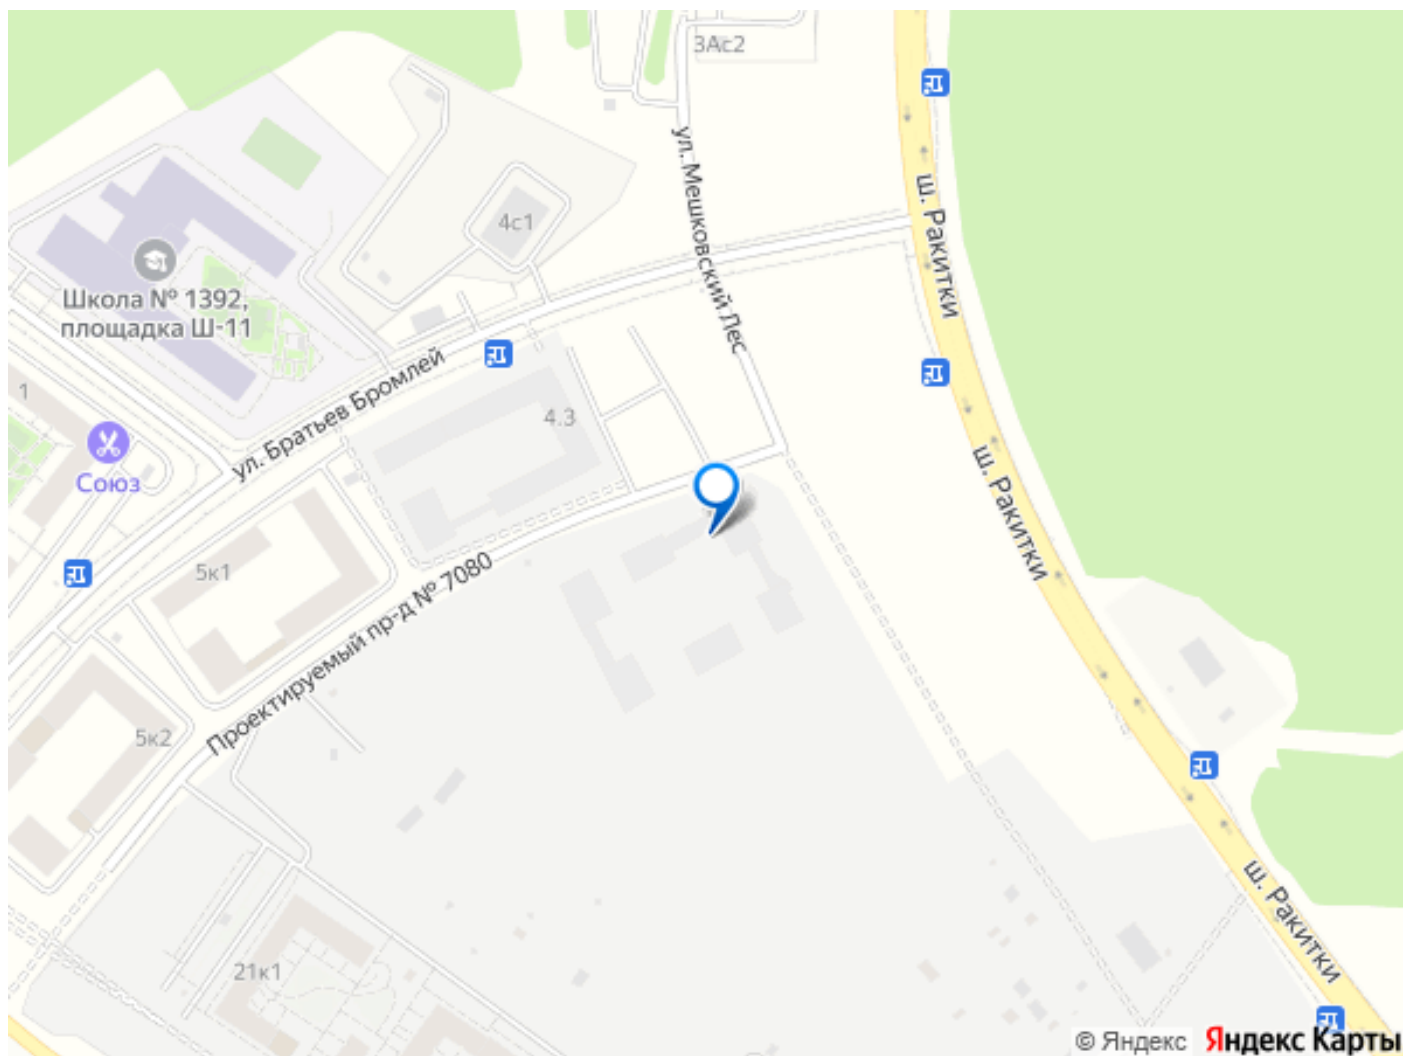 3Ас2
ул. Мешковский Лес
ш. Ракитки
4с1
Школа № 1392,
площадка Ш-11
1
ул. Братьев Бромлей
4.3
Союз
ш. Ракитки
5к1
Проектируемый пр-д № 7080
5к2
ш. Ракитки
21к1
© Яндекс Яндекс Карты